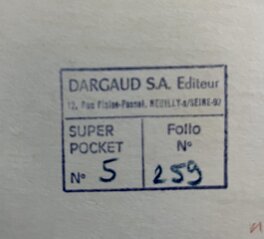 DARGAUD S.A. Editeur
12, Rue Blaise-Pascal, NEUILLY-s/SEINE-92
SUPER Folio
POCKET N°
N° 5 259